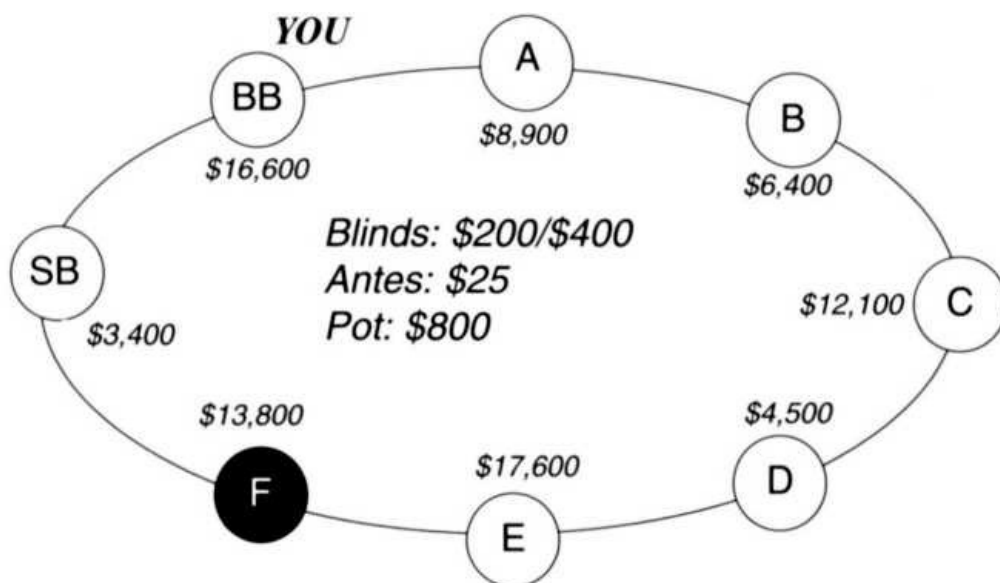 YOU
BB
$16,600
A
$8,900
B
$6,400
SB
$3,400
Blinds: $200/$400
Antes: $25
Pot: $800
$12,100
C
$13,800
F
$17,600
E
$4,500
D